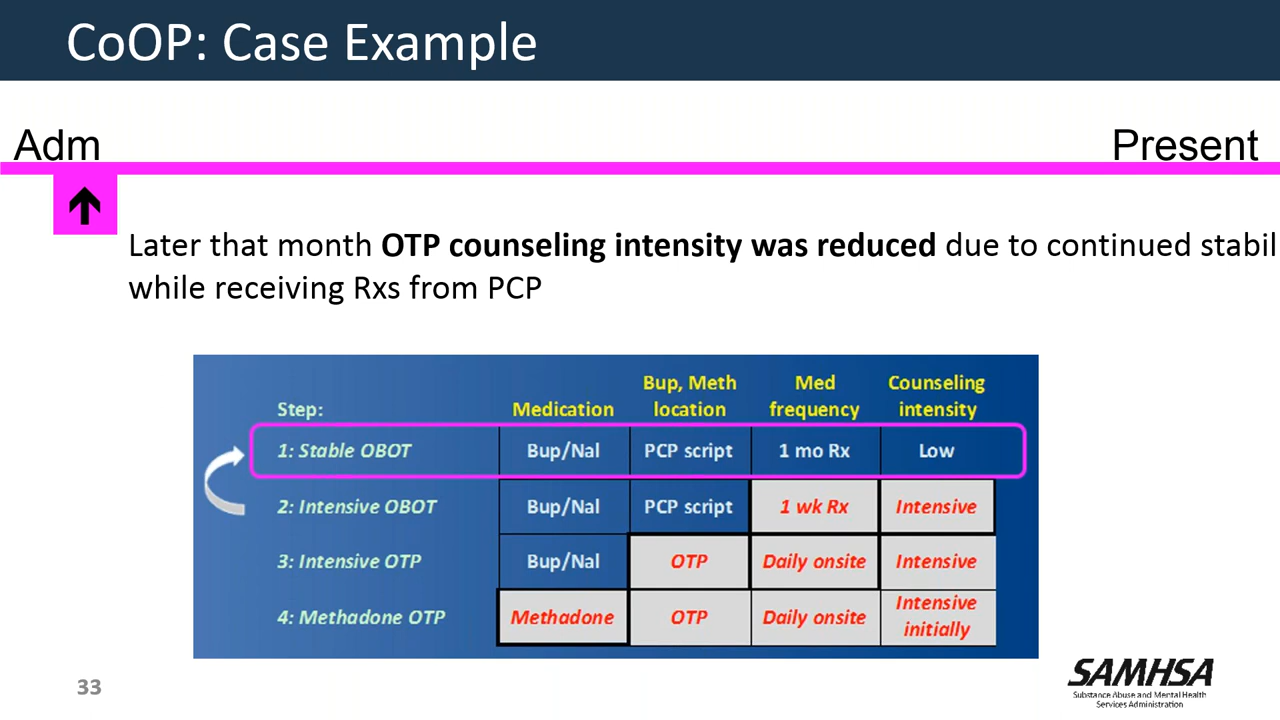 CoOP: Case Example
Adm
Present
Later that month OTP counseling intensity was reduced due to continued stabil
while receiving Rxs from PCP
Step: Medication Bup, Meth location Med frequency Counseling intensity
1: Stable OBOT Bup/Nal PCP script 1 mo Rx Low
2: Intensive OBOT Bup/Nal PCP script 1 wk Rx Intensive
3: Intensive OTP Bup/Nal OTP Daily onsite Intensive
4: Methadone OTP Methadone OTP Daily onsite Intensive initially
33
SAMHSA
Substance Abuse and Mental Health
Services Administration